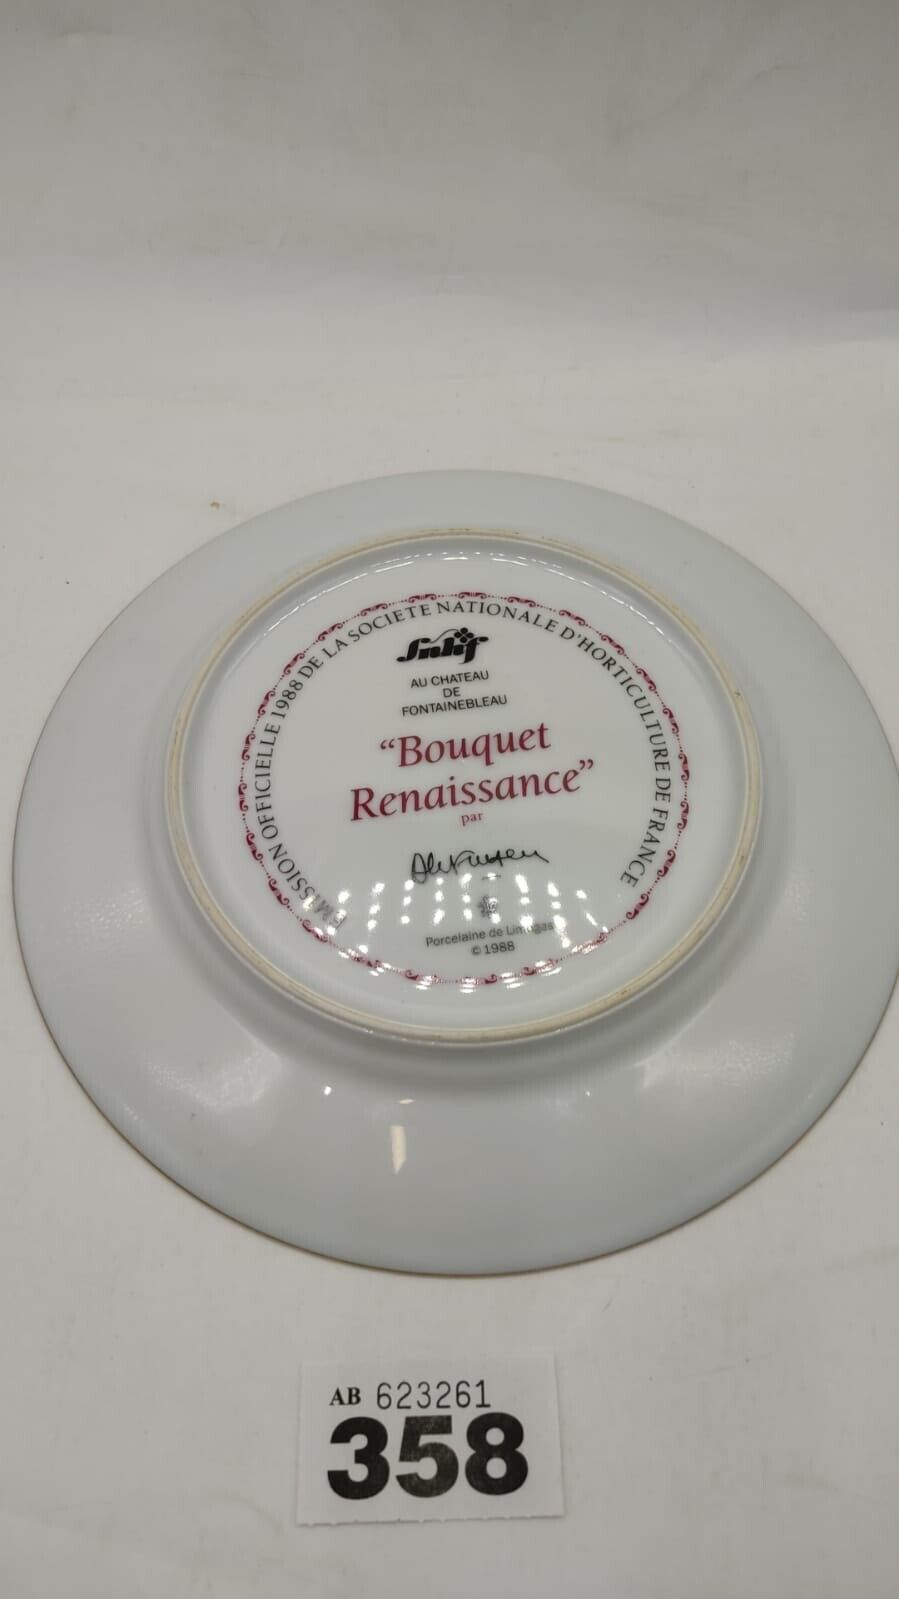 EMISSION OFFICIELLE 1988 DE LA SOCIETE NATIONALE D'HORTICULTURE DE FRANCE
snhf
AU CHATEAU
DE
FONTAINEBLEAU
“Bouquet
Renaissance”
par
Porcelaine de Limoges
© 1988
AB 623261
358